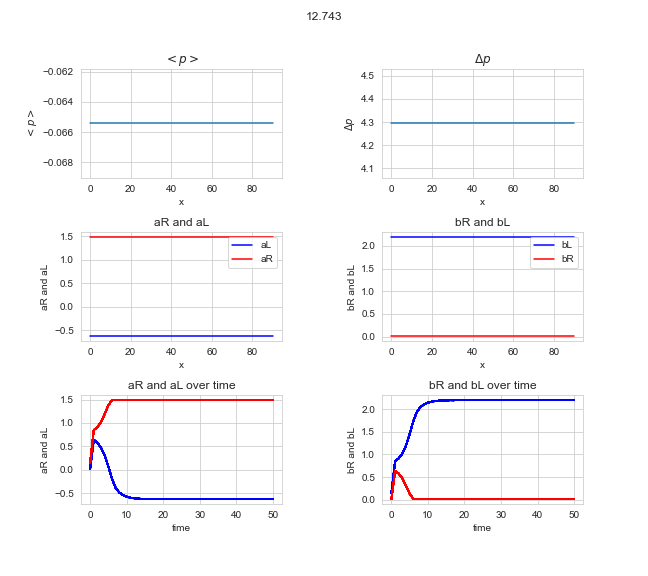 12.743
< p >
−0.062
−0.064
−0.066
−0.068
< p >
0 20 40 60 80
x
Δp
4.5
4.4
4.3
4.2
4.1
Δp
0 20 40 60 80
x
aR and aL
1.5
1.0
0.5
0.0
−0.5
aR and aL
aL
aR
0 20 40 60 80
x
bR and bL
2.0
1.5
1.0
0.5
0.0
bR and bL
bL
bR
0 20 40 60 80
x
aR and aL over time
1.5
1.0
0.5
0.0
−0.5
aR and aL
0 10 20 30 40 50
time
bR and bL over time
2.0
1.5
1.0
0.5
0.0
bR and bL
0 10 20 30 40 50
time